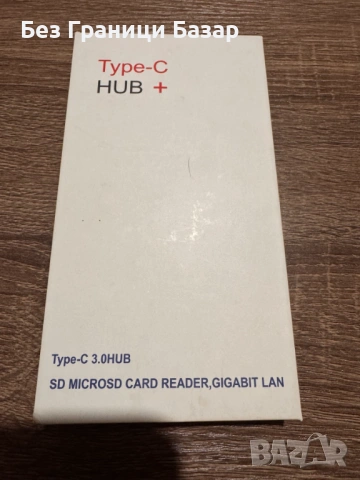 Без Граници Базар
Type-C
HUB +
Type-C 3.0HUB
SD MICROSD CARD READER,GIGABIT LAN
BAZAR